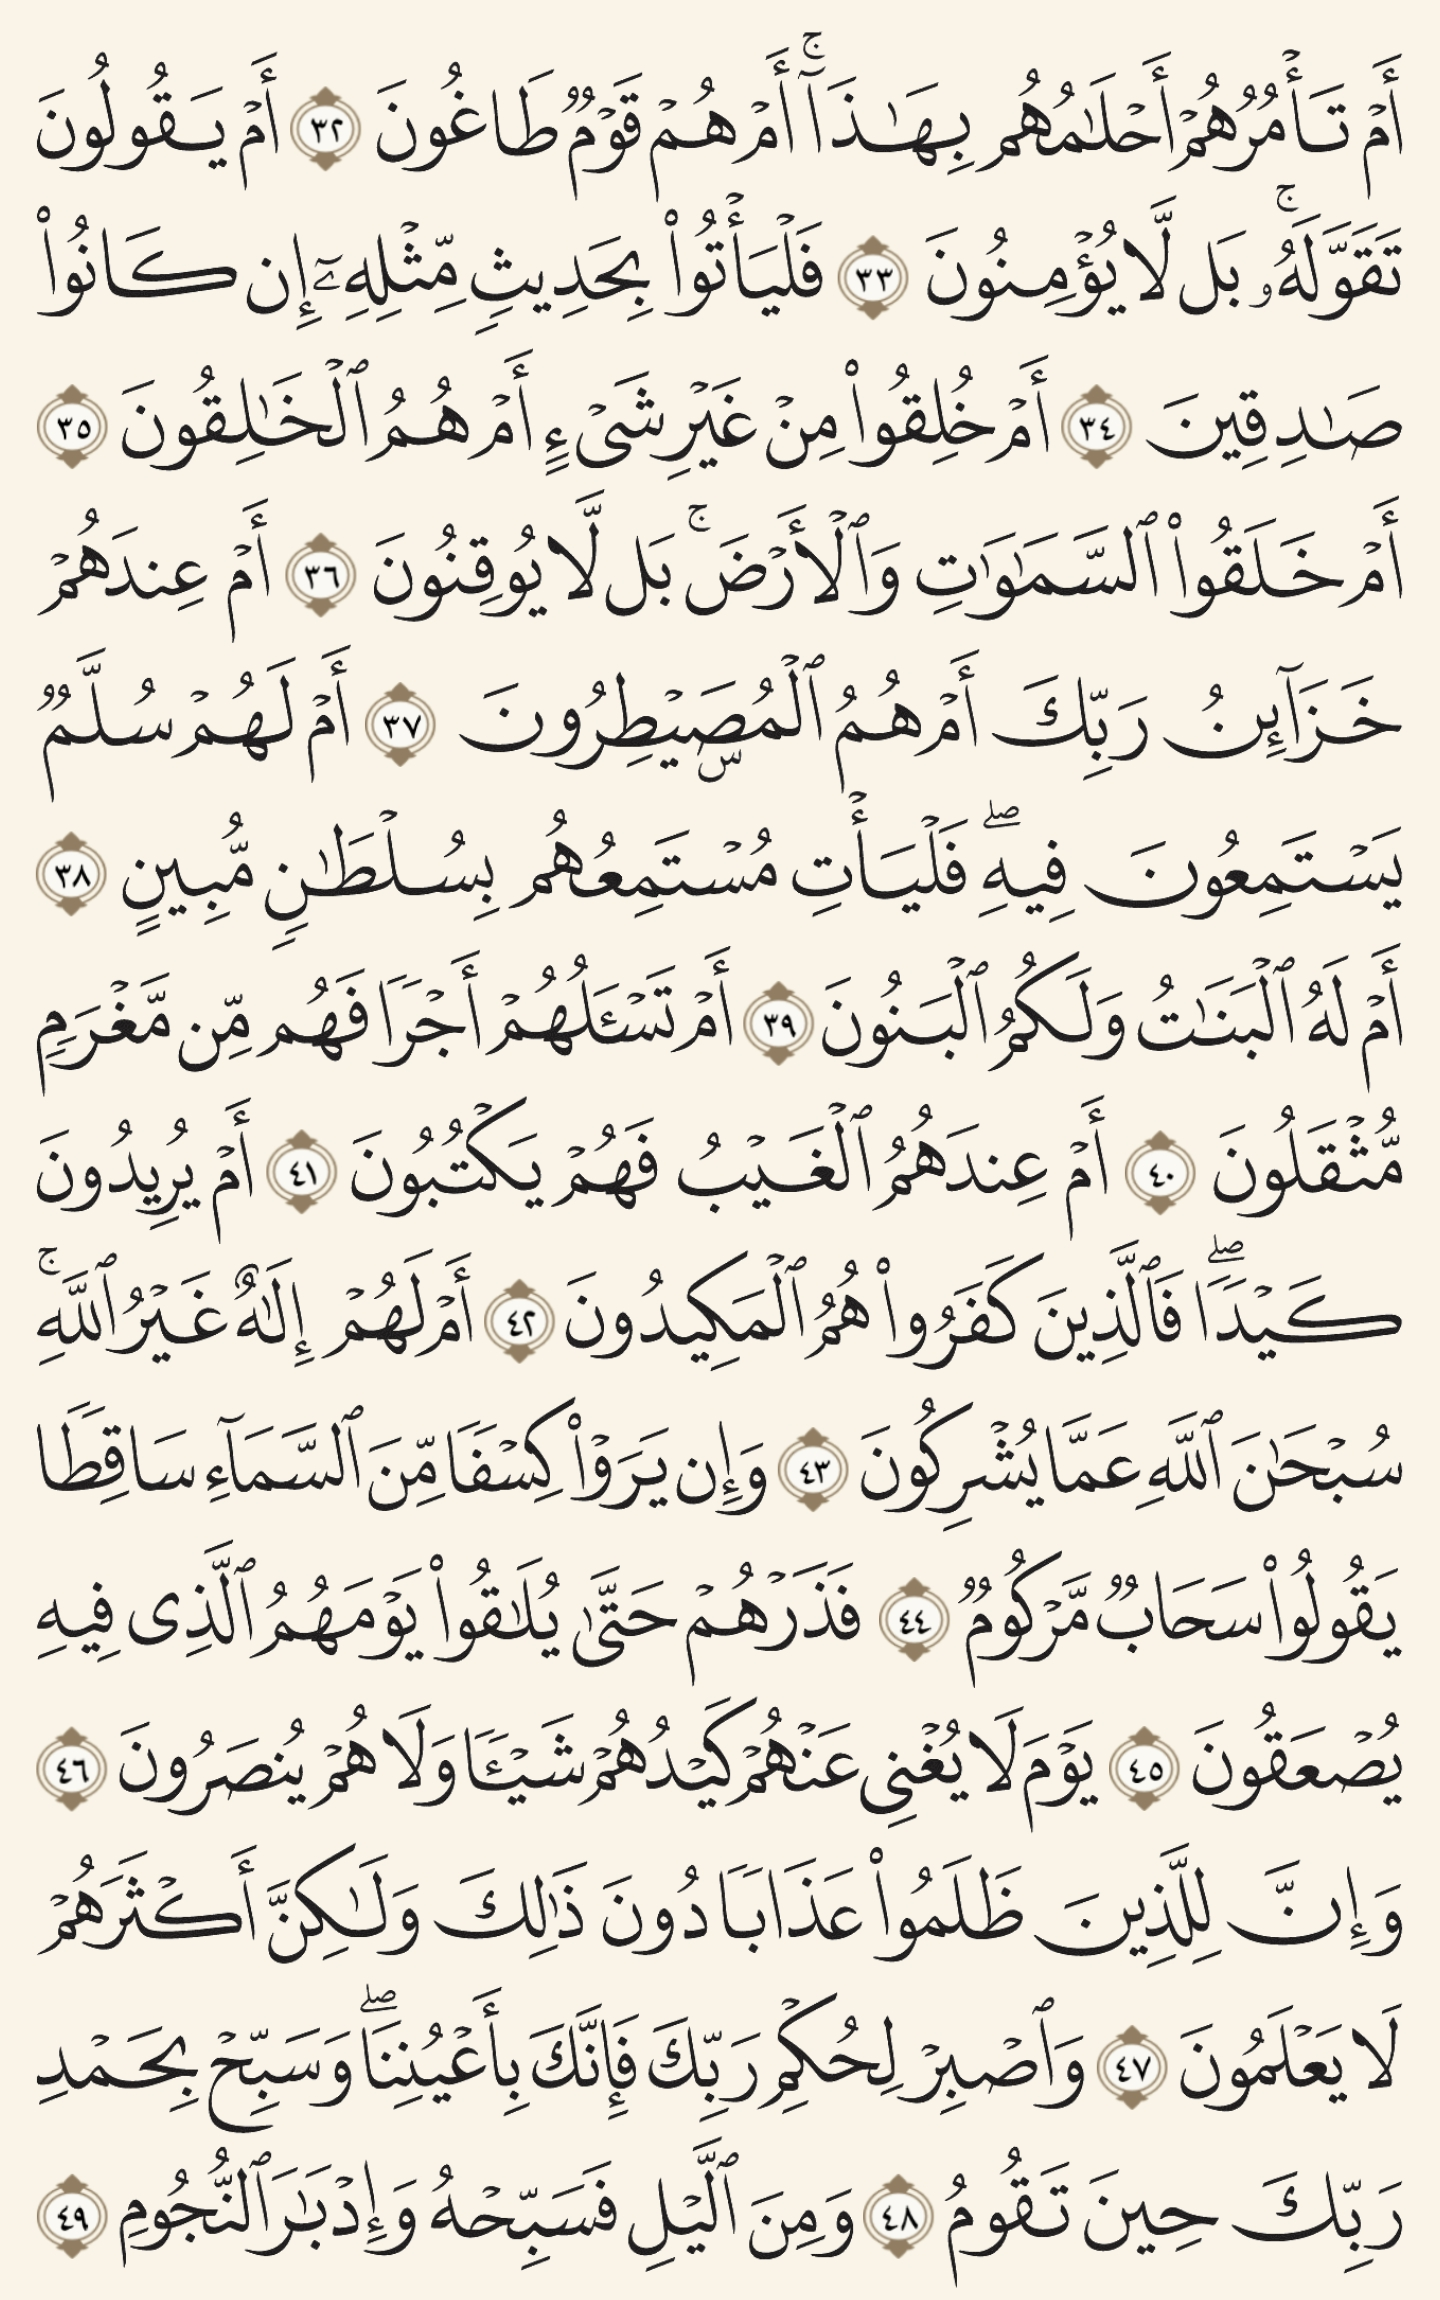 أَمْ تَأْمُرُهُمْ أَحْلَٰمُهُم بِهَٰذَآ ۚ أَمْ هُمْ قَوْمٌ طَاغُونَ ٣٢ أَمْ يَقُولُونَ
تَقَوَّلَهُۥ ۚ بَل لَّا يُؤْمِنُونَ ٣٣ فَلْيَأْتُوا۟ بِحَدِيثٍ مِّثْلِهِۦٓ إِن كَانُوا۟
صَٰدِقِينَ ٣٤ أَمْ خُلِقُوا۟ مِنْ غَيْرِ شَىْءٍ أَمْ هُمُ ٱلْخَٰلِقُونَ ٣٥
أَمْ خَلَقُوا۟ ٱلسَّمَٰوَٰتِ وَٱلْأَرْضَ ۚ بَل لَّا يُوقِنُونَ ٣٦ أَمْ عِندَهُمْ
خَزَآئِنُ رَبِّكَ أَمْ هُمُ ٱلْمُصَۣيْطِرُونَ ٣٧ أَمْ لَهُمْ سُلَّمٌ
يَسْتَمِعُونَ فِيهِ ۖ فَلْيَأْتِ مُسْتَمِعُهُم بِسُلْطَٰنٍ مُّبِينٍ ٣٨
أَمْ لَهُ ٱلْبَنَٰتُ وَلَكُمُ ٱلْبَنُونَ ٣٩ أَمْ تَسْـَٔلُهُمْ أَجْرًا فَهُم مِّن مَّغْرَمٍ
مُّثْقَلُونَ ٤٠ أَمْ عِندَهُمُ ٱلْغَيْبُ فَهُمْ يَكْتُبُونَ ٤١ أَمْ يُرِيدُونَ
كَيْدًا ۖ فَٱلَّذِينَ كَفَرُوا۟ هُمُ ٱلْمَكِيدُونَ ٤٢ أَمْ لَهُمْ إِلَٰهٌ غَيْرُ ٱللَّهِ ۚ
سُبْحَٰنَ ٱللَّهِ عَمَّا يُشْرِكُونَ ٤٣ وَإِن يَرَوْا۟ كِسْفًا مِّنَ ٱلسَّمَآءِ سَاقِطًا
يَقُولُوا۟ سَحَابٌ مَّرْكُومٌ ٤٤ فَذَرْهُمْ حَتَّىٰ يُلَٰقُوا۟ يَوْمَهُمُ ٱلَّذِى فِيهِ
يُصْعَقُونَ ٤٥ يَوْمَ لَا يُغْنِى عَنْهُمْ كَيْدُهُمْ شَيْـًٔا وَلَا هُمْ يُنصَرُونَ ٤٦
وَإِنَّ لِلَّذِينَ ظَلَمُوا۟ عَذَابًا دُونَ ذَٰلِكَ وَلَٰكِنَّ أَكْثَرَهُمْ
لَا يَعْلَمُونَ ٤٧ وَٱصْبِرْ لِحُكْمِ رَبِّكَ فَإِنَّكَ بِأَعْيُنِنَا ۖ وَسَبِّحْ بِحَمْدِ
رَبِّكَ حِينَ تَقُومُ ٤٨ وَمِنَ ٱلَّيْلِ فَسَبِّحْهُ وَإِدْبَٰرَ ٱلنُّجُومِ ٤٩